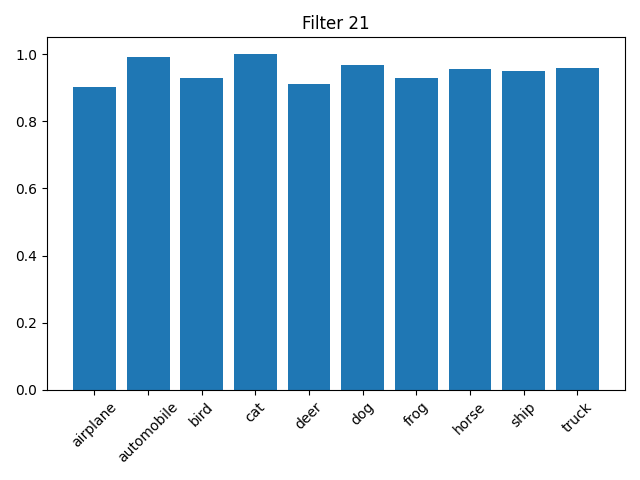 Filter 21
1.0
0.8
0.6
0.4
0.2
0.0
airplane
automobile
bird
cat
deer
dog
frog
horse
ship
truck